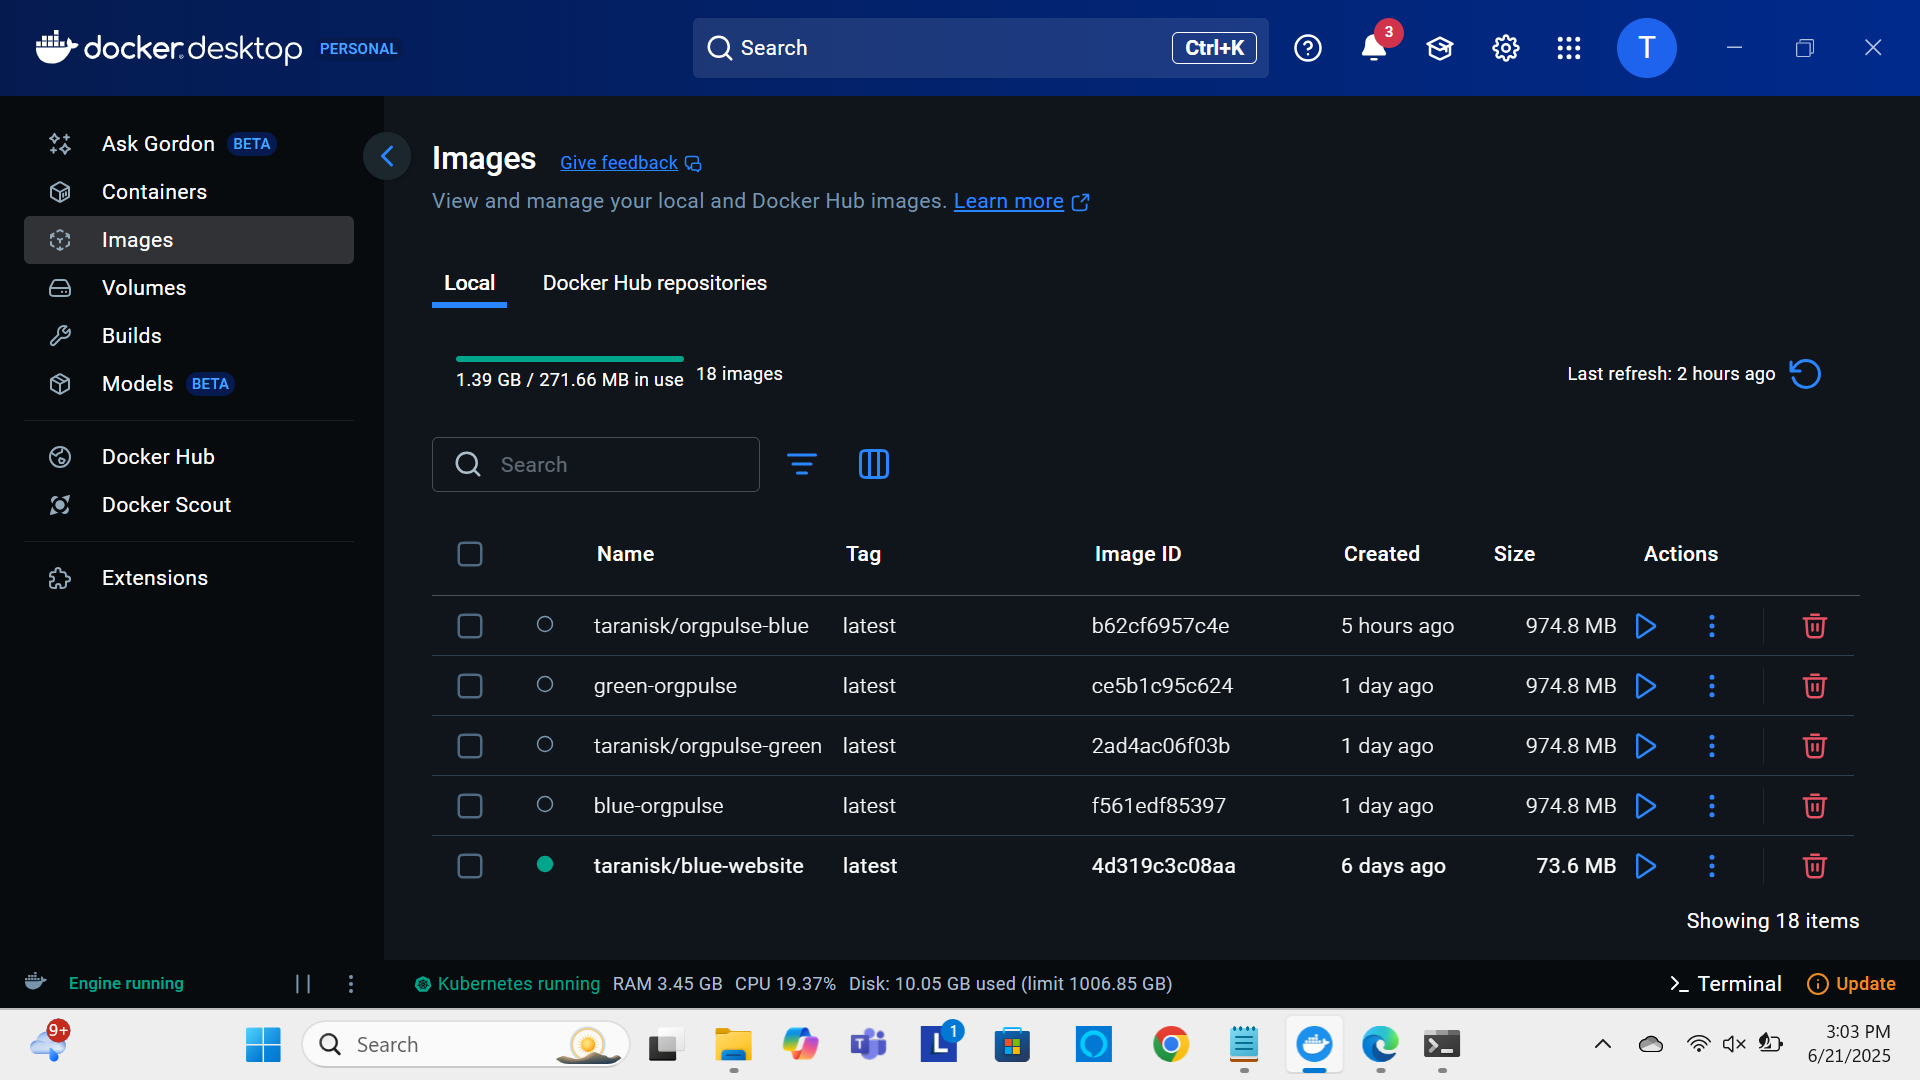 docker desktop PERSONAL
Search Ctrl+K
3
T
Ask Gordon BETA
Containers
Images
Volumes
Builds
Models BETA
Docker Hub
Docker Scout
Extensions
Images Give feedback
View and manage your local and Docker Hub images. Learn more
Local Docker Hub repositories
1.39 GB / 271.66 MB in use 18 images
Last refresh: 2 hours ago
Search
Name Tag Image ID Created Size Actions
taranisk/orgpulse-blue latest b62cf6957c4e 5 hours ago 974.8 MB
green-orgpulse latest ce5b1c95c624 1 day ago 974.8 MB
taranisk/orgpulse-green latest 2ad4ac06f03b 1 day ago 974.8 MB
blue-orgpulse latest f561edf85397 1 day ago 974.8 MB
taranisk/blue-website latest 4d319c3c08aa 6 days ago 73.6 MB
Showing 18 items
Engine running
Kubernetes running RAM 3.45 GB CPU 19.37% Disk: 10.05 GB used (limit 1006.85 GB)
Terminal Update
9+
Search
L 1
3:03 PM
6/21/2025